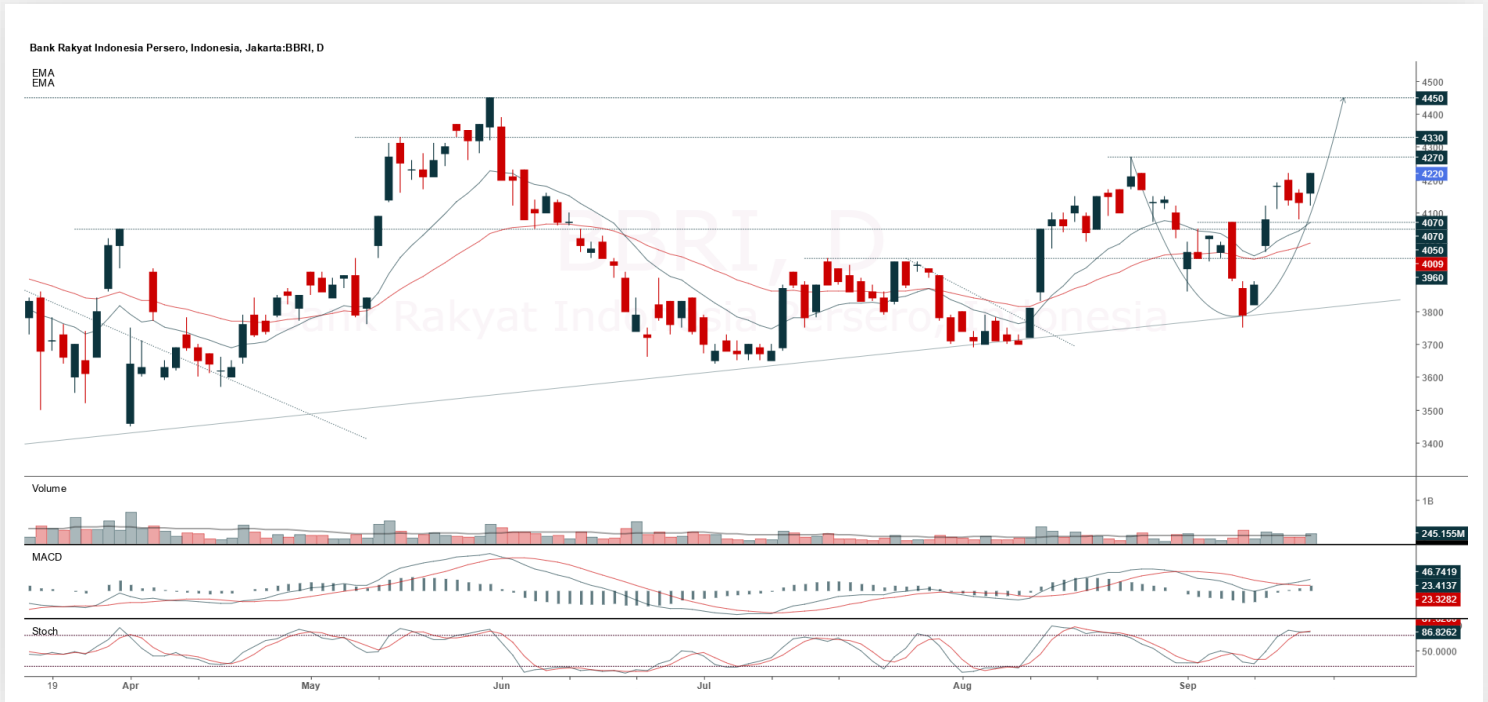 Bank Rakyat Indonesia Persero, Indonesia, Jakarta:BBRI, D
EMA
EMA
BBRI, D
Bank Rakyat Indonesia Persero, Indonesia
4500
4450
4400
4330
4300
4270
4220
4200
4100
4070
4070
4050
4009
3960
3800
3700
3600
3500
3400
Volume
1B
245.155M
MACD
46.7419
23.4137
23.3282
Stoch
86.8262
50.0000
19 Apr May Jun Jul Aug Sep